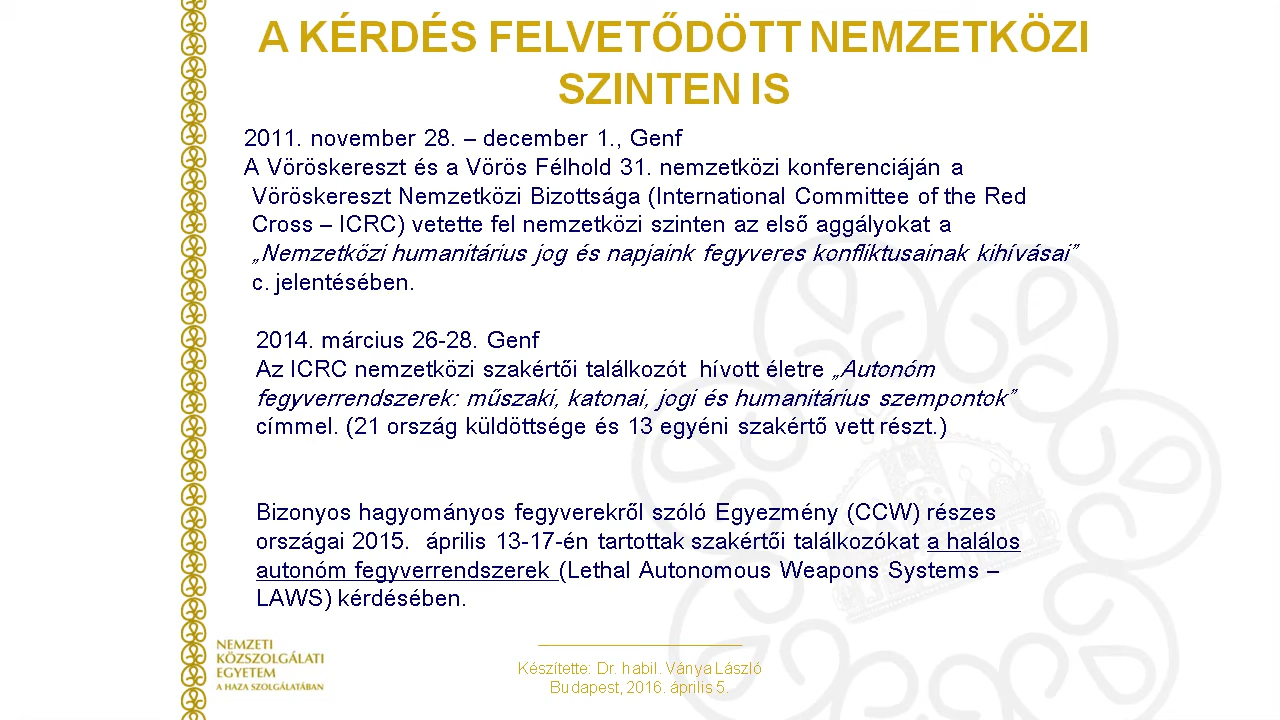 A KÉRDÉS FELVETŐDÖTT NEMZETKÖZI
SZINTEN IS
2011. november 28. – december 1., Genf
A Vöröskereszt és a Vörös Félhold 31. nemzetközi konferenciáján a
Vöröskereszt Nemzetközi Bizottsága (International Committee of the Red
Cross – ICRC) vetette fel nemzetközi szinten az első aggályokat a
„Nemzetközi humanitárius jog és napjaink fegyveres konfliktusainak kihívásai”
c. jelentésében.
2014. március 26-28. Genf
Az ICRC nemzetközi szakértői találkozót hívott életre „Autonóm
fegyverrendszerek: műszaki, katonai, jogi és humanitárius szempontok”
címmel. (21 ország küldöttsége és 13 egyéni szakértő vett részt.)
Bizonyos hagyományos fegyverekről szóló Egyezmény (CCW) részes
országai 2015. április 13-17-én tartottak szakértői találkozókat a halálos
autonóm fegyverrendszerek (Lethal Autonomous Weapons Systems –
LAWS) kérdésében.
NEMZETI
KÖZSZOLGÁLATI
EGYETEM
A HAZA SZOLGÁLATÁBAN
Készítette: Dr. habil. Ványa László
Budapest, 2016. április 5.